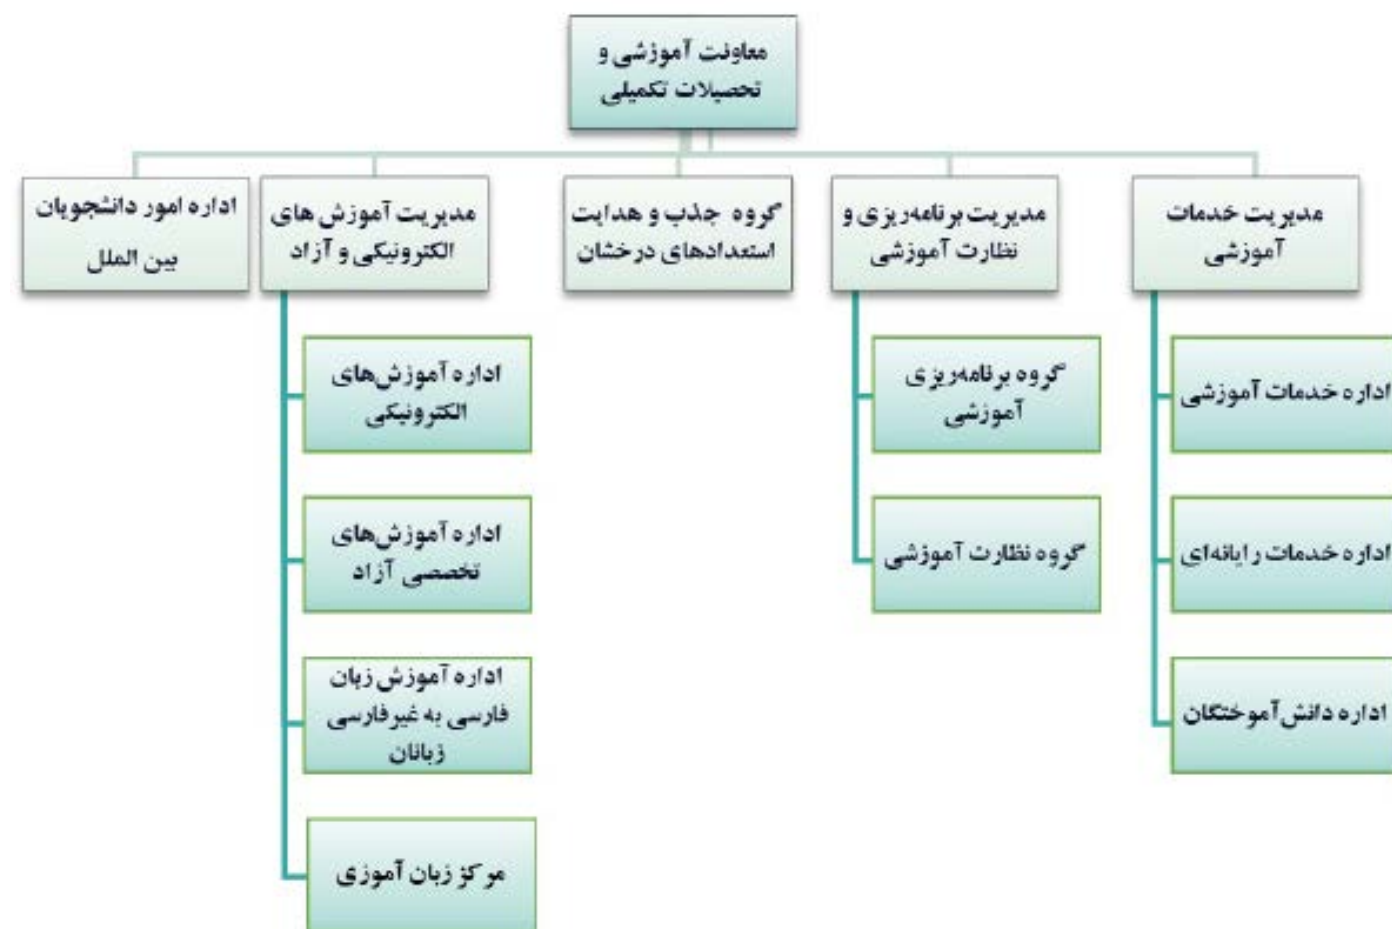 معاونت آموزشی و
تحصیلات تکمیلی
مدیریت خدمات
آموزشی
مدیریت برنامه‌ریزی و
نظارت آموزشی
گروه جذب و هدایت
استعدادهای درخشان
مدیریت آموزش های
الکترونیکی و آزاد
اداره امور دانشجویان
بین الملل
اداره خدمات آموزشی
اداره خدمات رایانه‌ای
اداره دانش‌آموختگان
گروه برنامه‌ریزی
آموزشی
گروه نظارت آموزشی
اداره آموزش‌های
الکترونیکی
اداره آموزش‌های
تخصصی آزاد
اداره آموزش زبان
فارسی به غیرفارسی
زبانان
مرکز زبان آموزی